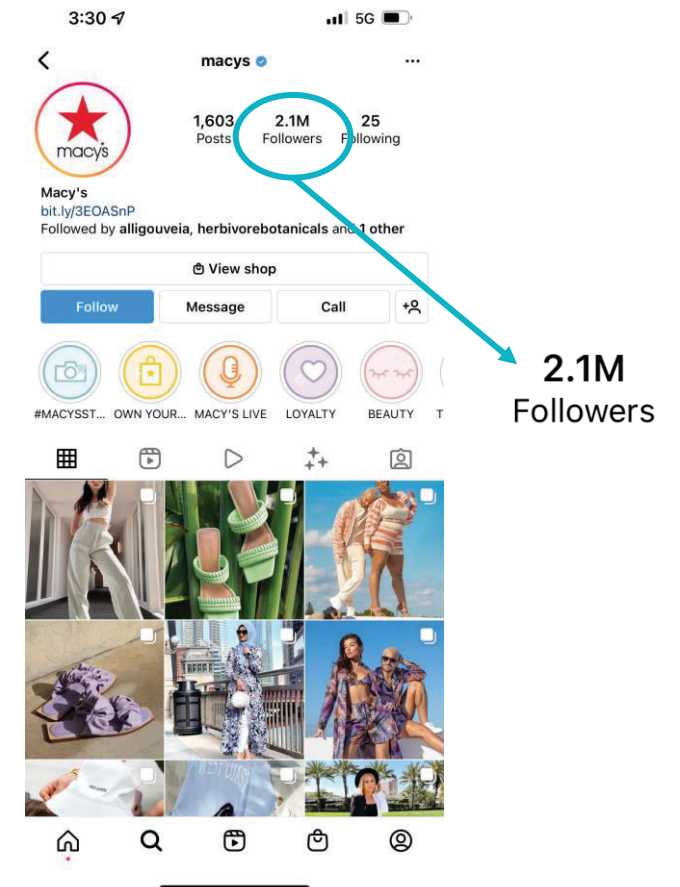 3:30
5G
macys
1,603 2.1M 25
Posts Followers Following
macy's
Macy's
bit.ly/3EOASnP
Followed by alligouveia, herbivorebotanicals and 1 other
View shop
Follow Message Call
#MACYSST... OWN YOUR... MACY'S LIVE LOYALTY BEAUTY T
2.1M
Followers
WEST COAST